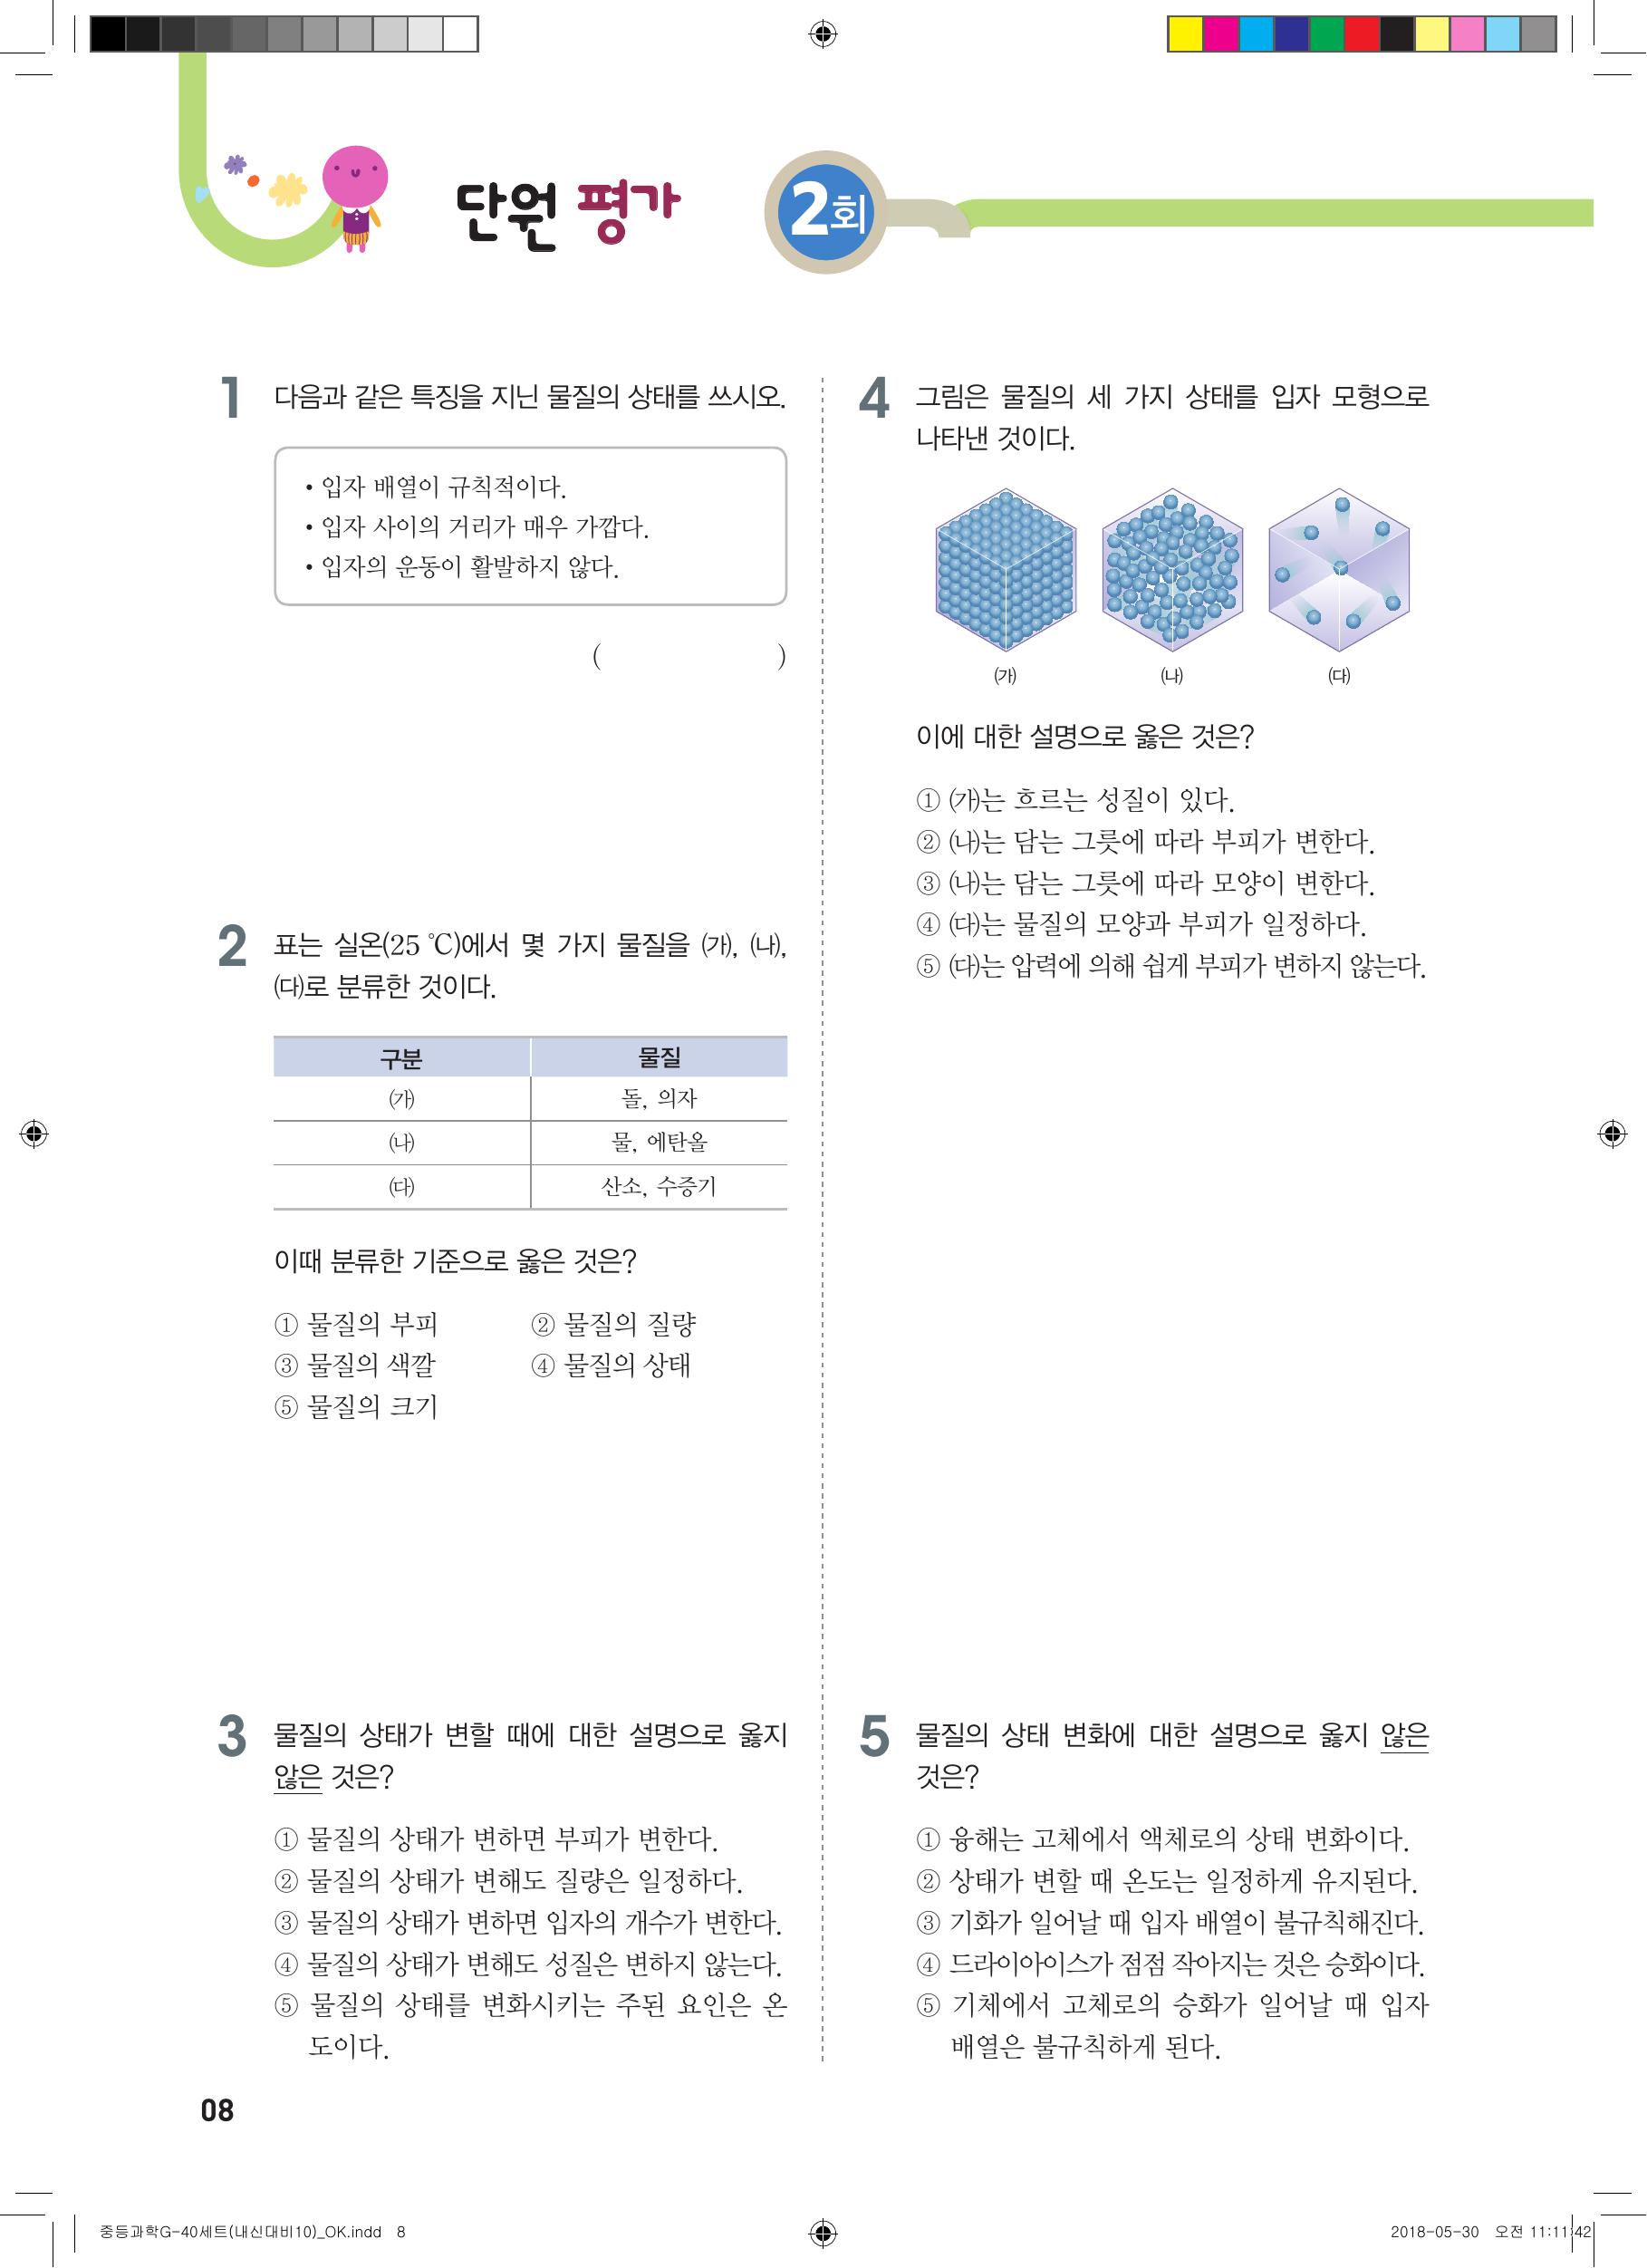 단원 평가 2회
1 다음과 같은 특징을 지닌 물질의 상태를 쓰시오.
• 입자 배열이 규칙적이다.
• 입자 사이의 거리가 매우 가깝다.
• 입자의 운동이 활발하지 않다.
( )
2 표는 실온(25 ℃)에서 몇 가지 물질을 (가), (나),
(다)로 분류한 것이다.
구분 물질
(가) 돌, 의자
(나) 물, 에탄올
(다) 산소, 수증기
이때 분류한 기준으로 옳은 것은?
① 물질의 부피 ② 물질의 질량
③ 물질의 색깔 ④ 물질의 상태
⑤ 물질의 크기
3 물질의 상태가 변할 때에 대한 설명으로 옳지
않은 것은?
① 물질의 상태가 변하면 부피가 변한다.
② 물질의 상태가 변해도 질량은 일정하다.
③ 물질의 상태가 변하면 입자의 개수가 변한다.
④ 물질의 상태가 변해도 성질은 변하지 않는다.
⑤ 물질의 상태를 변화시키는 주된 요인은 온
도이다.
4 그림은 물질의 세 가지 상태를 입자 모형으로
나타낸 것이다.
(가) (나) (다)
이에 대한 설명으로 옳은 것은?
① (가)는 흐르는 성질이 있다.
② (나)는 담는 그릇에 따라 부피가 변한다.
③ (나)는 담는 그릇에 따라 모양이 변한다.
④ (다)는 물질의 모양과 부피가 일정하다.
⑤ (다)는 압력에 의해 쉽게 부피가 변하지 않는다.
5 물질의 상태 변화에 대한 설명으로 옳지 않은
것은?
① 융해는 고체에서 액체로의 상태 변화이다.
② 상태가 변할 때 온도는 일정하게 유지된다.
③ 기화가 일어날 때 입자 배열이 불규칙해진다.
④ 드라이아이스가 점점 작아지는 것은 승화이다.
⑤ 기체에서 고체로의 승화가 일어날 때 입자
배열은 불규칙하게 된다.
08
중등과학G-40세트(내신대비10)_OK.indd 8
2018-05-30 오전 11:11:42